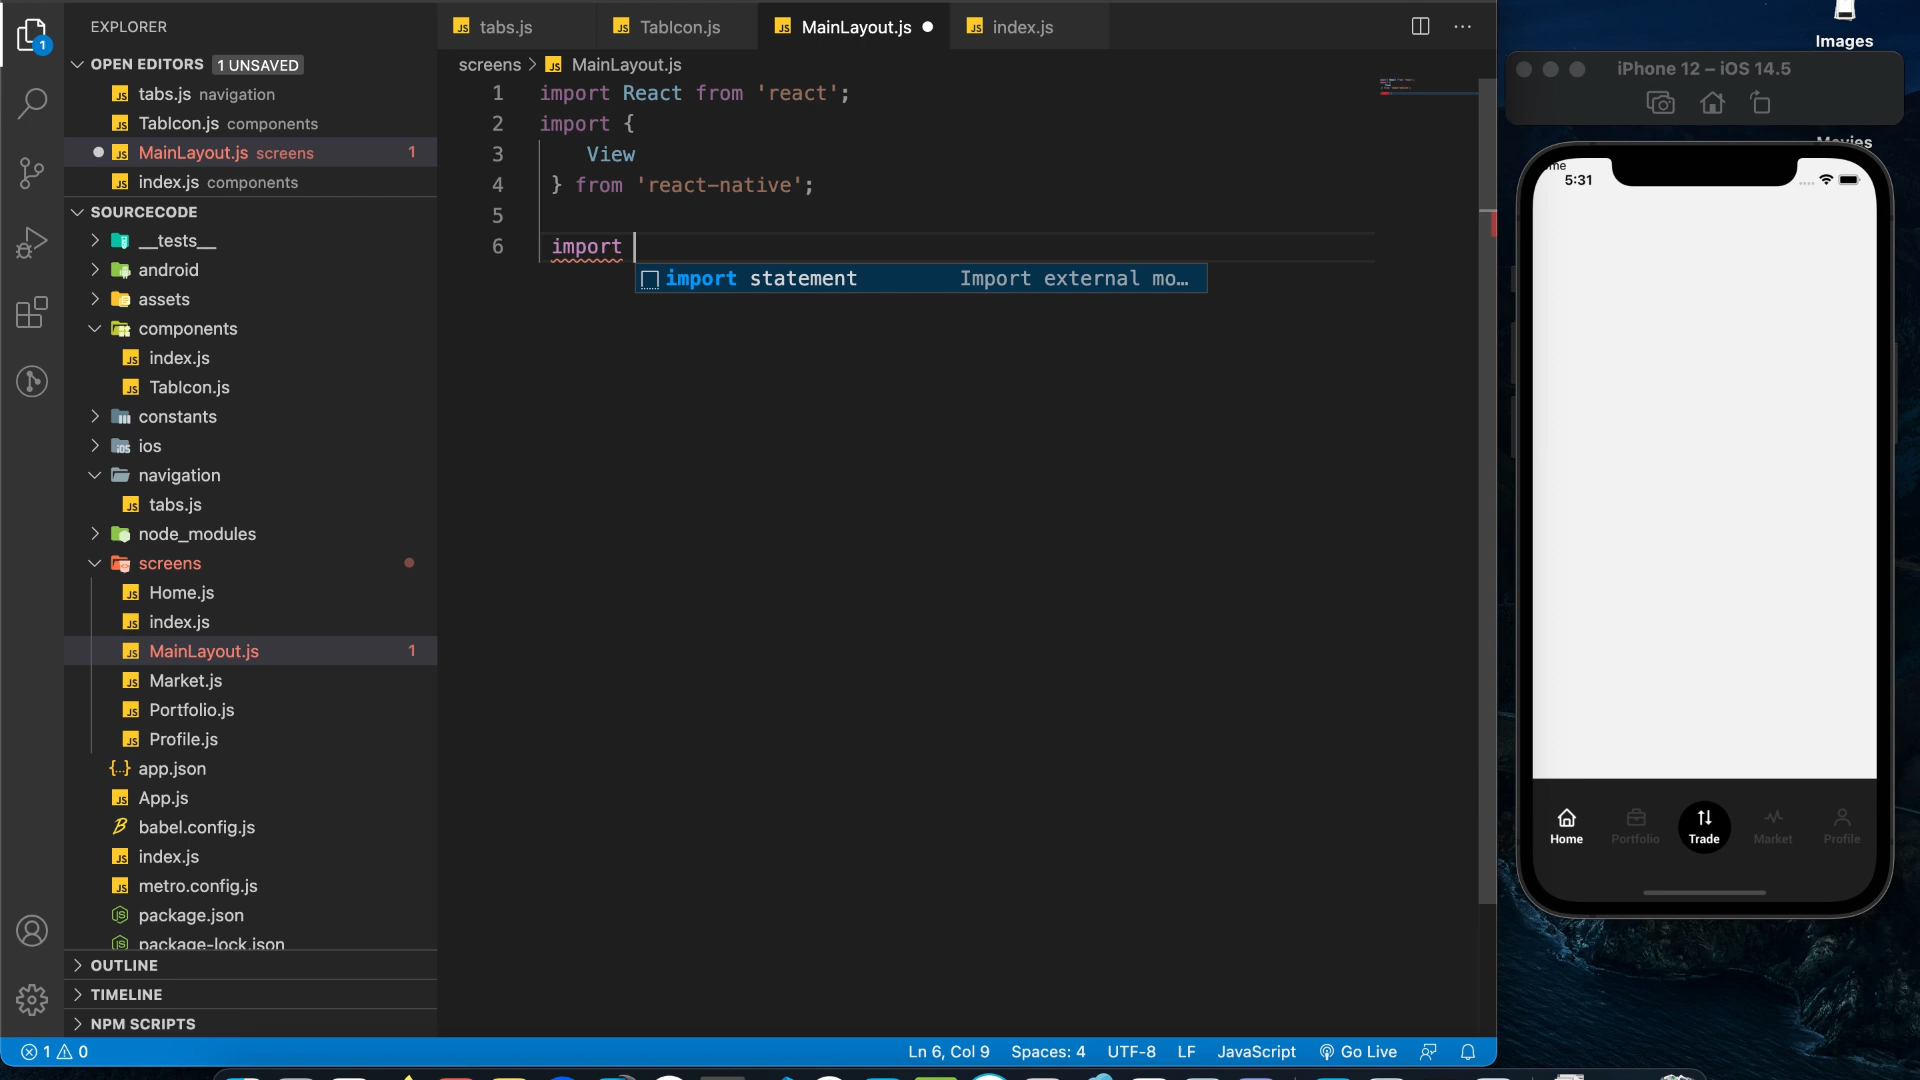 EXPLORER
OPEN EDITORS 1 UNSAVED
tabs.js navigation
TabIcon.js components
MainLayout.js screens 1
index.js components
SOURCECODE
__tests__
android
assets
components
index.js
TabIcon.js
constants
ios
navigation
tabs.js
node_modules
screens
Home.js
index.js
MainLayout.js 1
Market.js
Portfolio.js
Profile.js
app.json
App.js
babel.config.js
index.js
metro.config.js
package.json
package-lock.json
OUTLINE
TIMELINE
NPM SCRIPTS
tabs.js TabIcon.js MainLayout.js index.js
screens > MainLayout.js
1 import React from 'react';
2 import {
3 View
4 } from 'react-native';
5
6 import
import statement Import external mo...
1 0 Ln 6, Col 9 Spaces: 4 UTF-8 LF JavaScript Go Live
Images
iPhone 12 – iOS 14.5
Movies
5:31
Home Portfolio Trade Market Profile